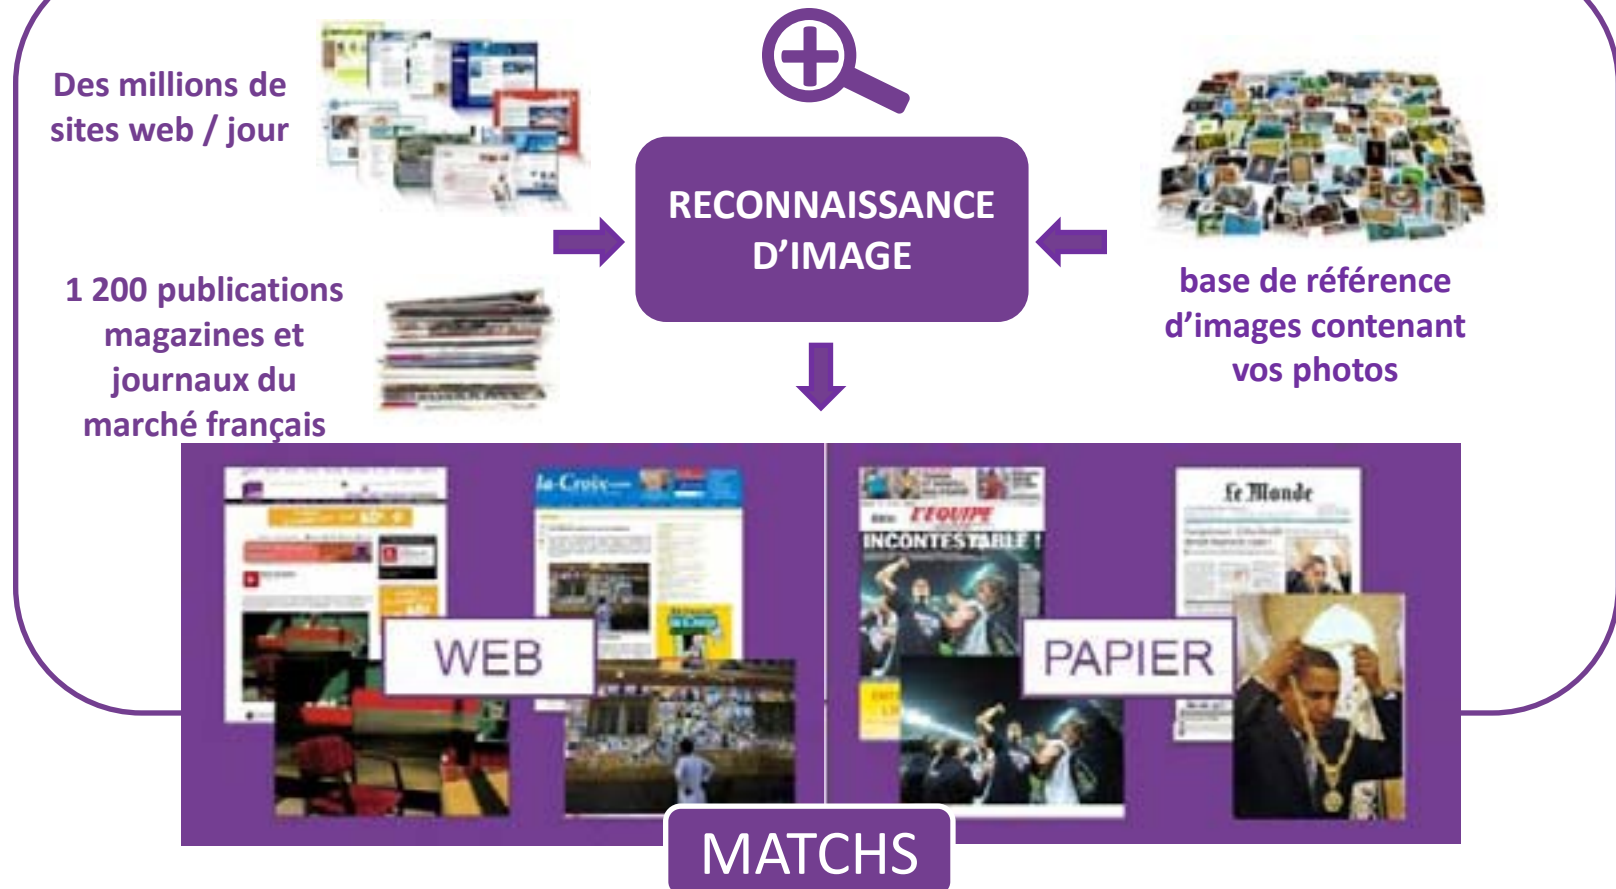 Des millions de
sites web / jour
RECONNAISSANCE
D’IMAGE
1 200 publications
magazines et
journaux du
marché français
base de référence
d’images contenant
vos photos
la Croix
L'EQUIPE
INCONTESTABLE !
Le Monde
WEB
PAPIER
MATCHS